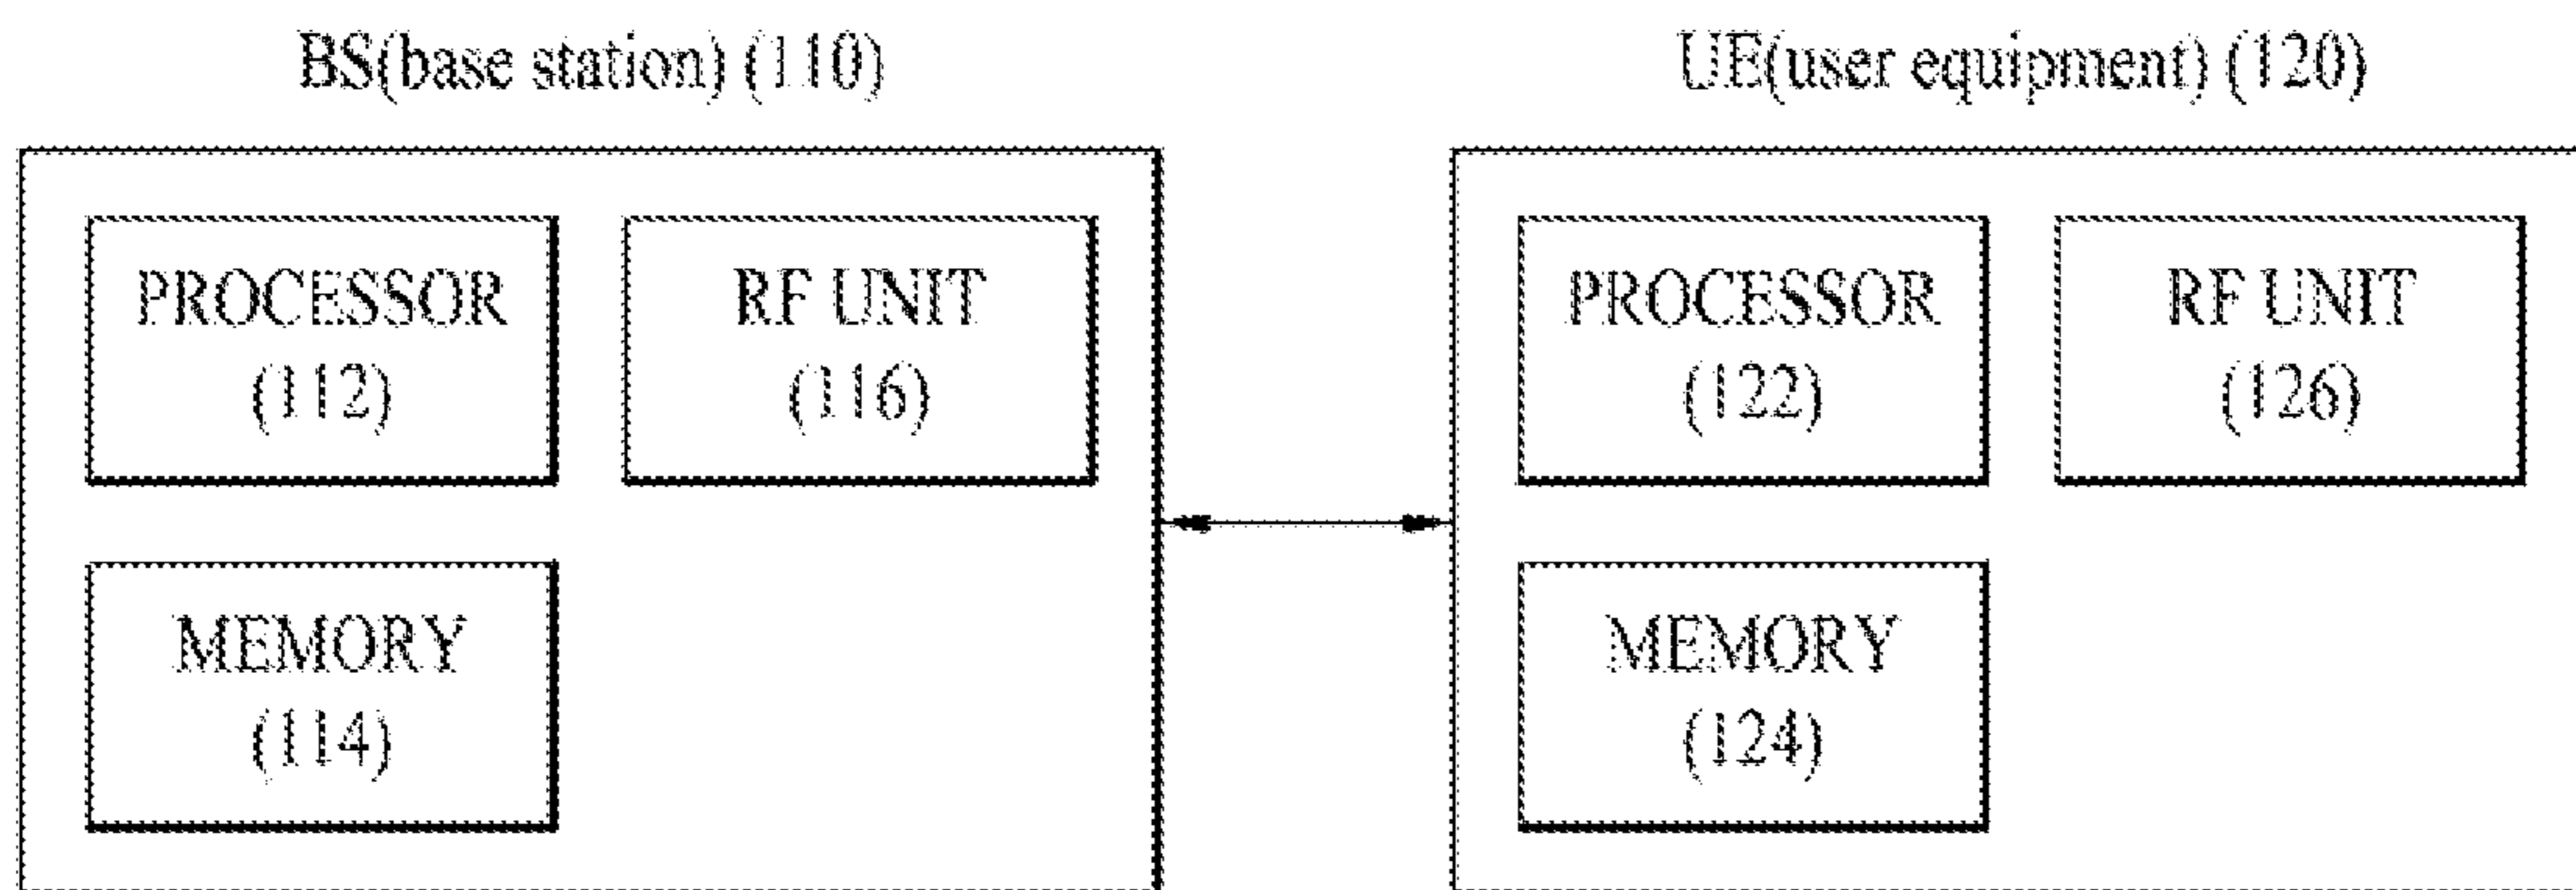 BS(base station) (110)
PROCESSOR
(112)
RF UNIT
(116)
MEMORY
(114)
UE(user equipment) (120)
PROCESSOR
(122)
RF UNIT
(126)
MEMORY
(124)